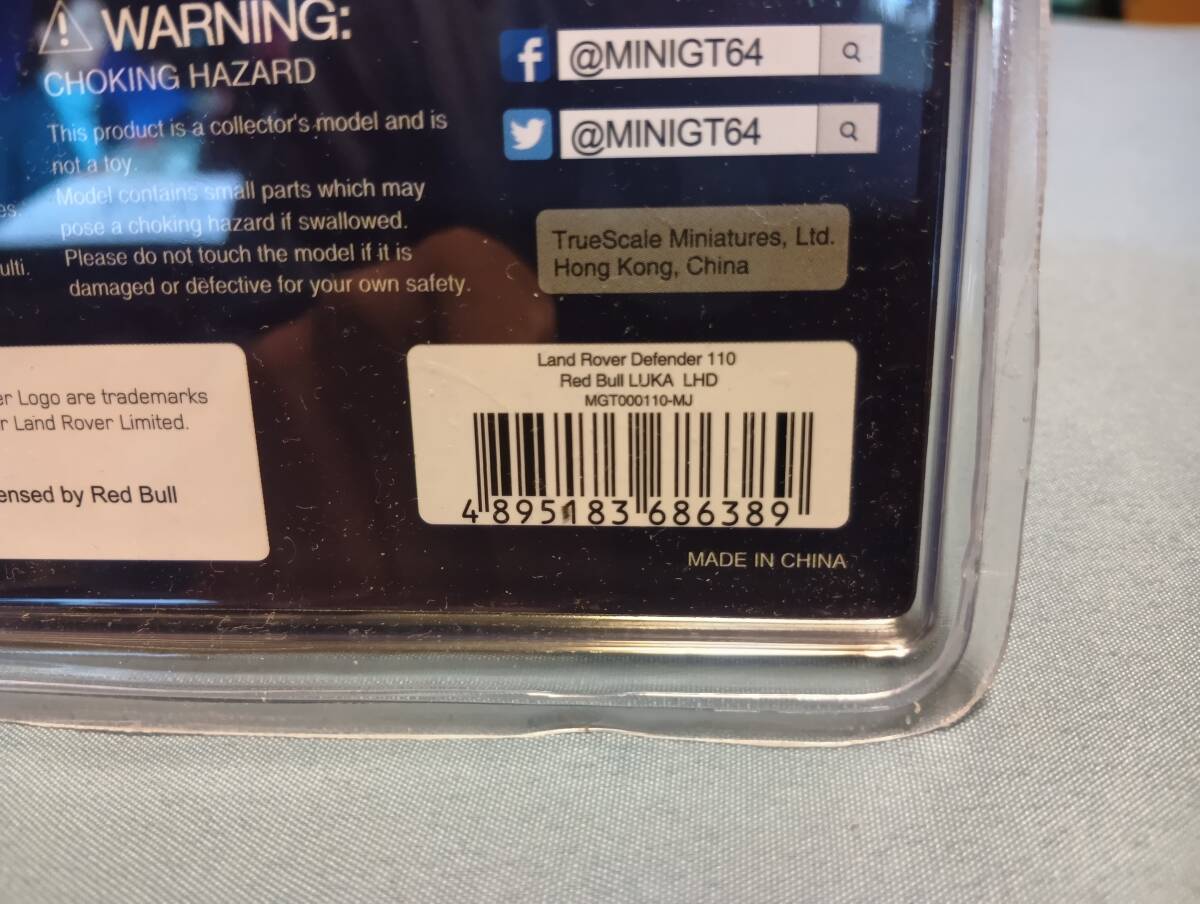 WARNING:
CHOKING HAZARD
This product is a collector's model and is
not a toy.
Model contains small parts which may
pose a choking hazard if swallowed.
Please do not touch the model if it is
damaged or defective for your own safety.
es.
ulti.
@MINIGT64
@MINIGT64
TrueScale Miniatures, Ltd.
Hong Kong, China
er Logo are trademarks
r Land Rover Limited.
ensed by Red Bull
Land Rover Defender 110
Red Bull LUKA LHD
MGT000110-MJ
4 895183 686389
MADE IN CHINA